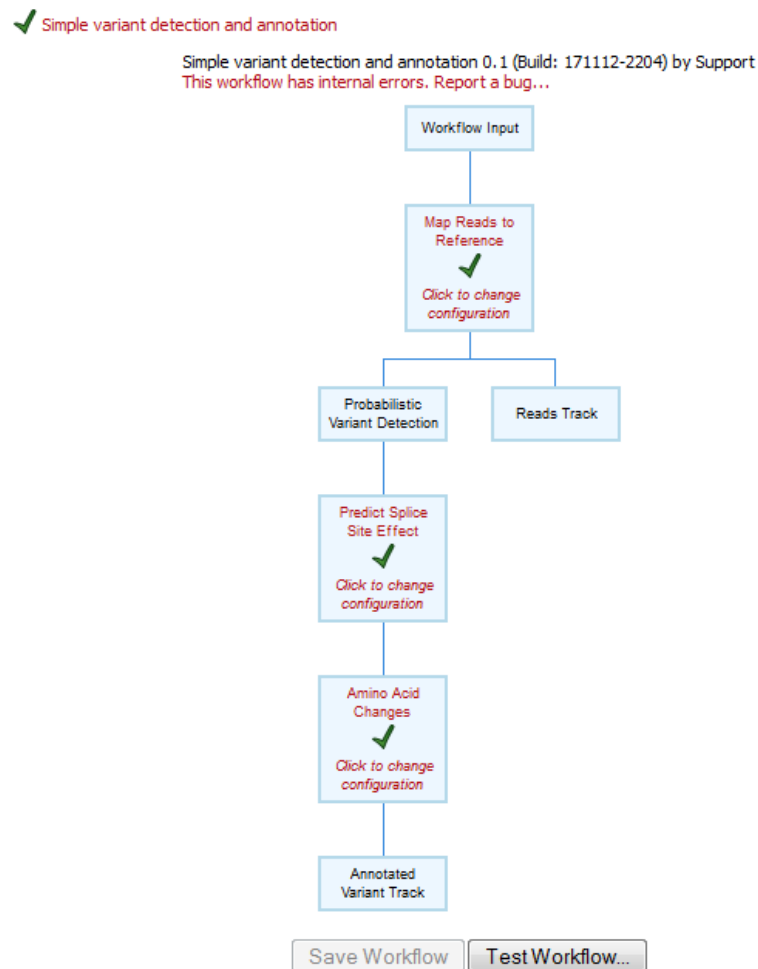 Simple variant detection and annotation
Simple variant detection and annotation 0.1 (Build: 171112-2204) by Support
This workflow has internal errors. Report a bug...
Workflow Input
Map Reads to
Reference
Click to change
configuration
Probabilistic
Variant Detection
Reads Track
Predict Splice
Site Effect
Click to change
configuration
Amino Acid
Changes
Click to change
configuration
Annotated
Variant Track
Save Workflow
Test Workflow...